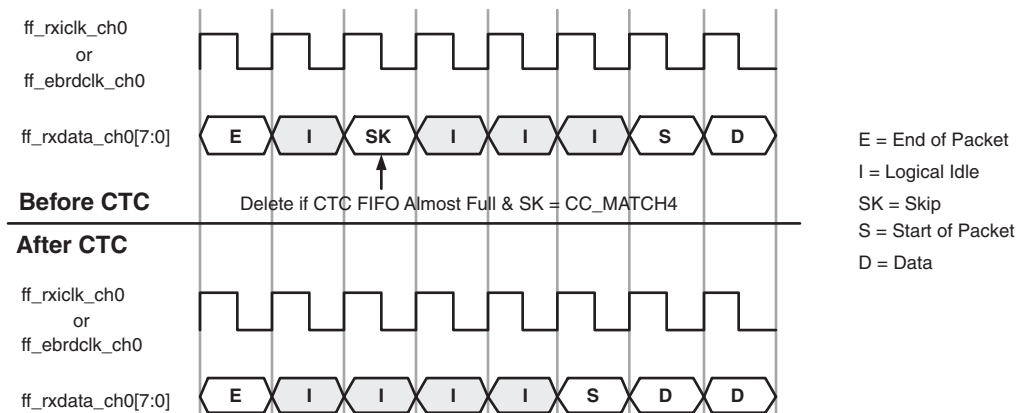 ff_rxiclk_ch0
or
ff_ebrdclk_ch0
ff_rxdata_ch0[7:0]
E I SK I I I S D
Before CTC
Delete if CTC FIFO Almost Full & SK = CC_MATCH4
After CTC
ff_rxiclk_ch0
or
ff_ebrdclk_ch0
ff_rxdata_ch0[7:0]
E I I I I S D D
E = End of Packet
I = Logical Idle
SK = Skip
S = Start of Packet
D = Data